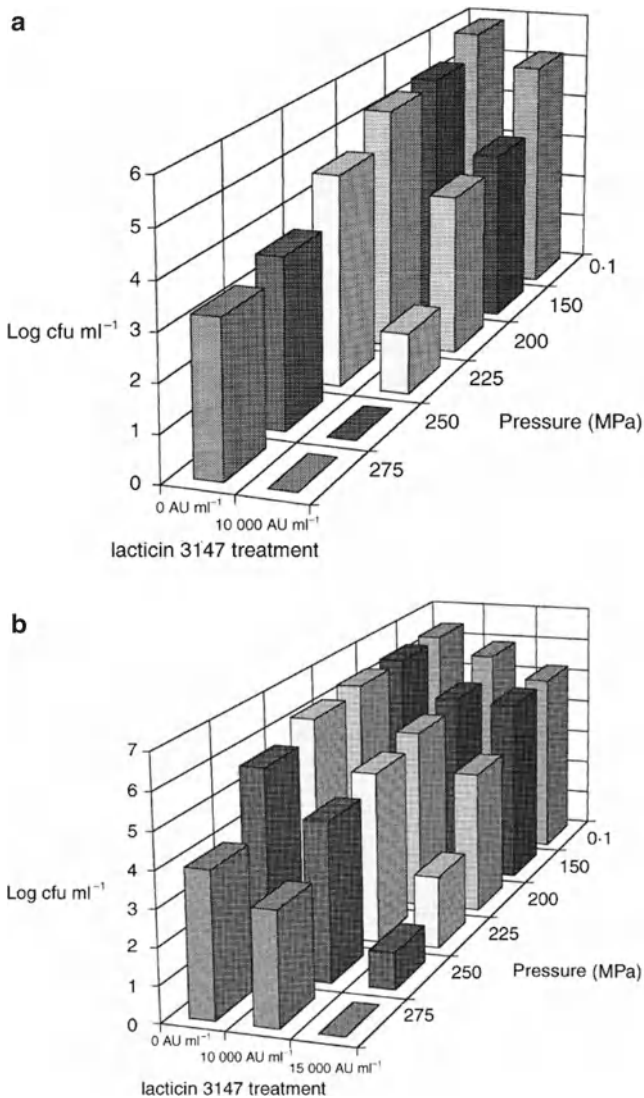 a
6
5
4
3
2
1
0
Log cfu ml⁻¹
0·1
150
200
225
250
275
Pressure (MPa)
0 AU ml⁻¹
10 000 AU ml⁻¹
lacticin 3147 treatment
b
7
6
5
4
3
2
1
0
Log cfu ml⁻¹
0·1
150
200
225
250
275
Pressure (MPa)
0 AU ml⁻¹
10 000 AU ml⁻¹
15 000 AU ml⁻¹
lacticin 3147 treatment